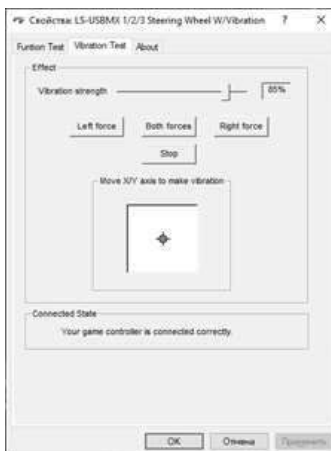 Свойства: LS-USBMX 1/2/3 Steering Wheel W/Vibration ? X
Funtion Test Vibration Test About
Effect
Vibration strength 85%
Left force Both forces Right force
Stop
Move X/Y axis to make vibration
Connected State
Your game controller is connected correctly.
OK Отмена Применить